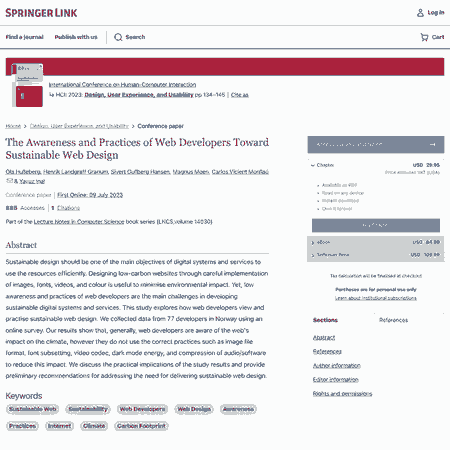 SPRINGER LINK
Log in
Find a journal Publish with us Search
Cart
International Conference on Human-Computer Interaction
HCII 2023: Design, User Experience, and Usability pp 134–145 | Cite as
Home > Design, User Experience, and Usability > Conference paper
The Awareness and Practices of Web Developers Toward
Sustainable Web Design
Ola Hulleberg, Henrik Landgraff Granum, Sivert Gullberg Hansen, Magnus Moen, Carlos Vicient Monllaó
& Yavuz Inal
Conference paper | First Online: 09 July 2023
885 Accesses | 1 Citations
Part of the Lecture Notes in Computer Science book series (LNCS, volume 14030)
Abstract
Sustainable design should be one of the main objectives of digital systems and services to
use the resources efficiently. Designing low-carbon websites through careful implementation
of images, fonts, videos, and colour is useful to minimise environmental impact. Yet, low
awareness and practices of web developers are the main challenges in developing
sustainable digital systems and services. This study explores how web developers view and
practise sustainable web design. We collected data from 77 developers in Norway using an
online survey. Our results show that, generally, web developers are aware of the web's
impact on the climate, however they do not use the correct practices such as image file
format, font subsetting, video codec, dark mode energy, and compression of audio/software
to reduce this impact. We discuss the practical implications of the study results and provide
preliminary recommendations for addressing the need for delivering sustainable web design.
Keywords
Sustainable Web Sustainability Web Developers Web Design Awareness
Practices Internet Climate Carbon Footprint
Chapter USD 29.95
Available as PDF
Read on any device
Instant download
Own it forever
eBook
Softcover Book
Tax calculation will be finalised at checkout
Purchases are for personal use only
Learn about institutional subscriptions
Sections References
Abstract
References
Author information
Editor information
Rights and permissions